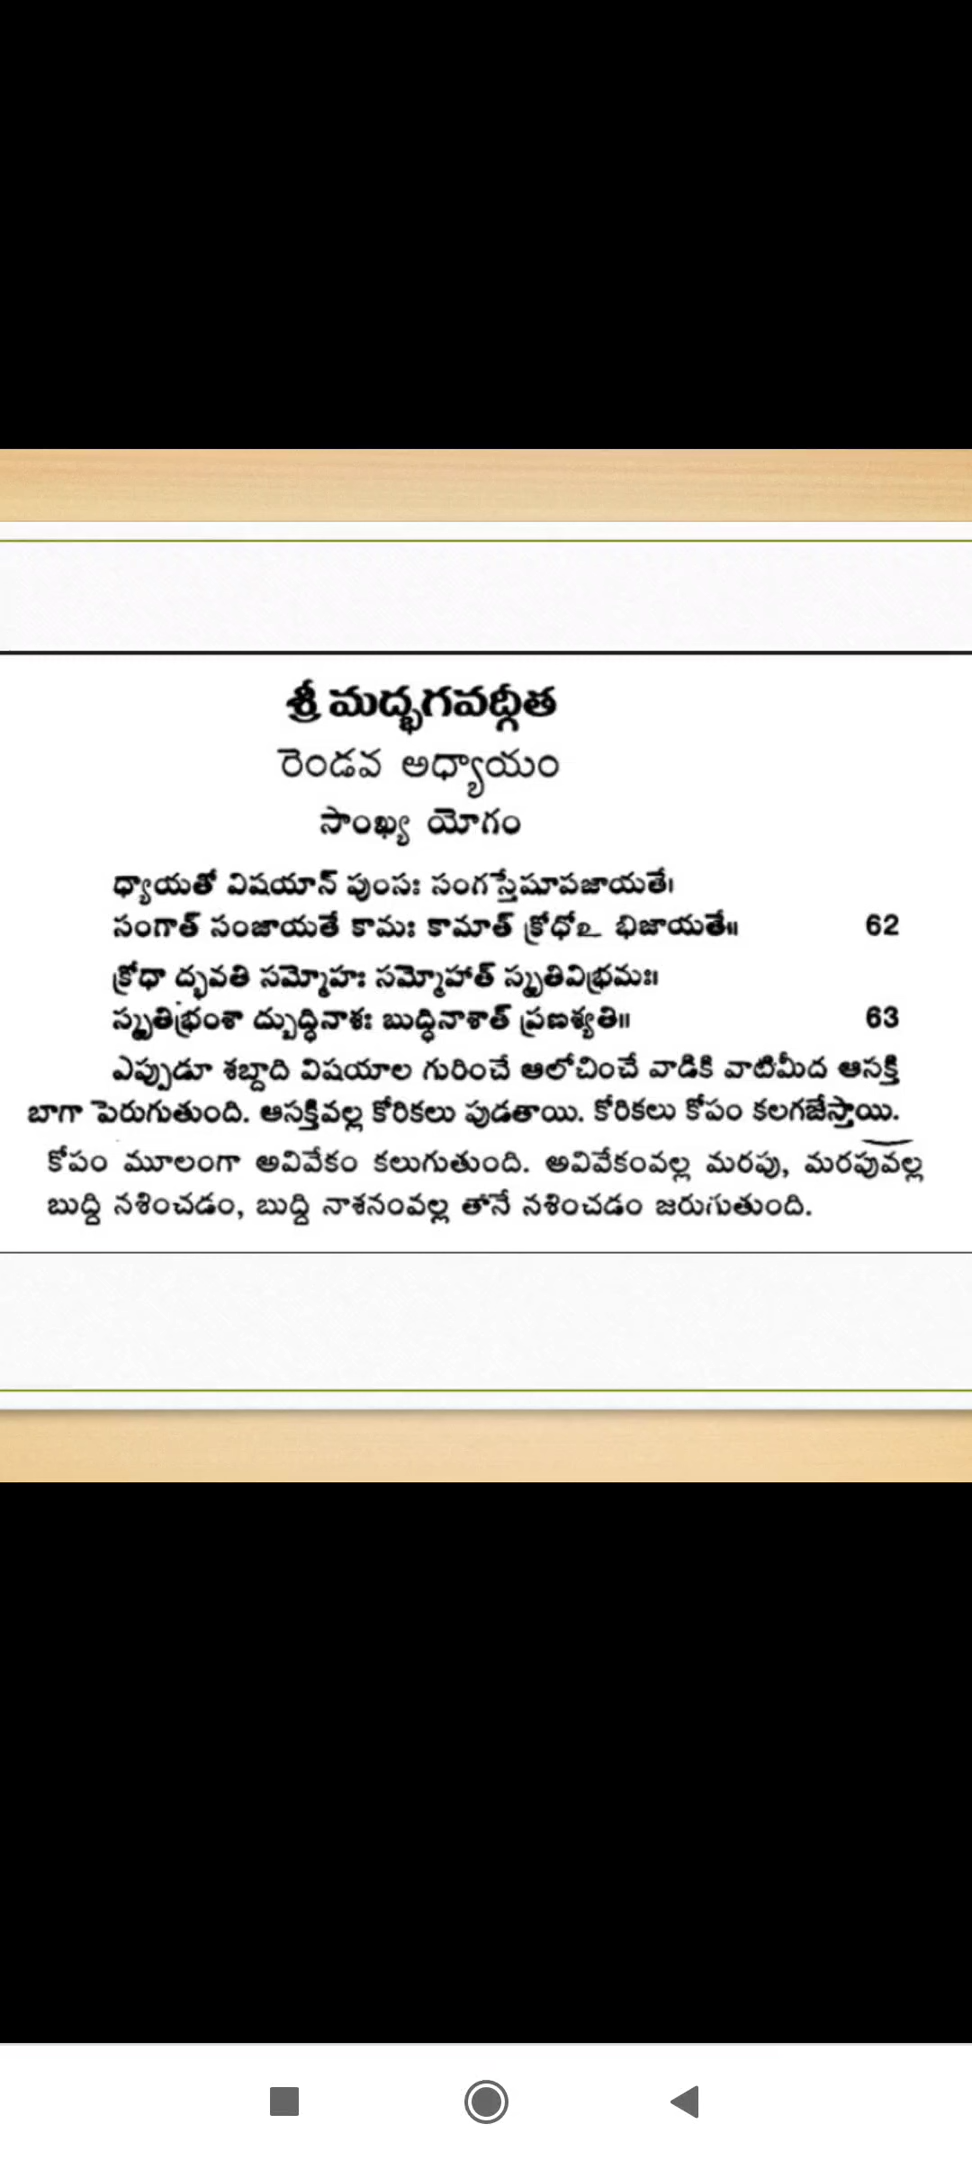 శ్రీ మద్భగవద్గీత
రెండవ అధ్యాయం
సాంఖ్య యోగం
ధ్యాయతో విషయాన్ పుంసః సంగస్తేషూపజాయతే।
సంగాత్ సంజాయతే కామః కామాత్ క్రోధోఽ భిజాయతే॥ 62
క్రోధా ద్భవతి సమ్మోహః సమ్మోహాత్ స్మృతివిభ్రమః।
స్మృతిభ్రంశా ద్బుద్ధినాశః బుద్ధినాశాత్ ప్రణశ్యతి॥ 63
ఎప్పుడూ శబ్దాది విషయాల గురించే ఆలోచించే వాడికి వాటిమీద ఆసక్తి
బాగా పెరుగుతుంది. ఆసక్తివల్ల కోరికలు పుడతాయి. కోరికలు కోపం కలగజేస్తాయి.
కోపం మూలంగా అవివేకం కలుగుతుంది. అవివేకంవల్ల మరపు, మరపువల్ల
బుద్ధి నశించడం, బుద్ధి నాశనంవల్ల తానే నశించడం జరుగుతుంది.